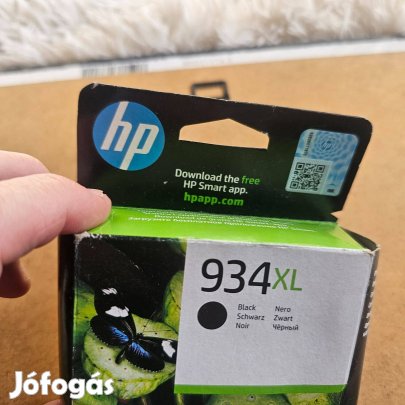 hp
Download the free
HP Smart app.
hpapp.com
934XL
Black Nero
Schwarz Zwart
Noir Чёрный
Jófogás